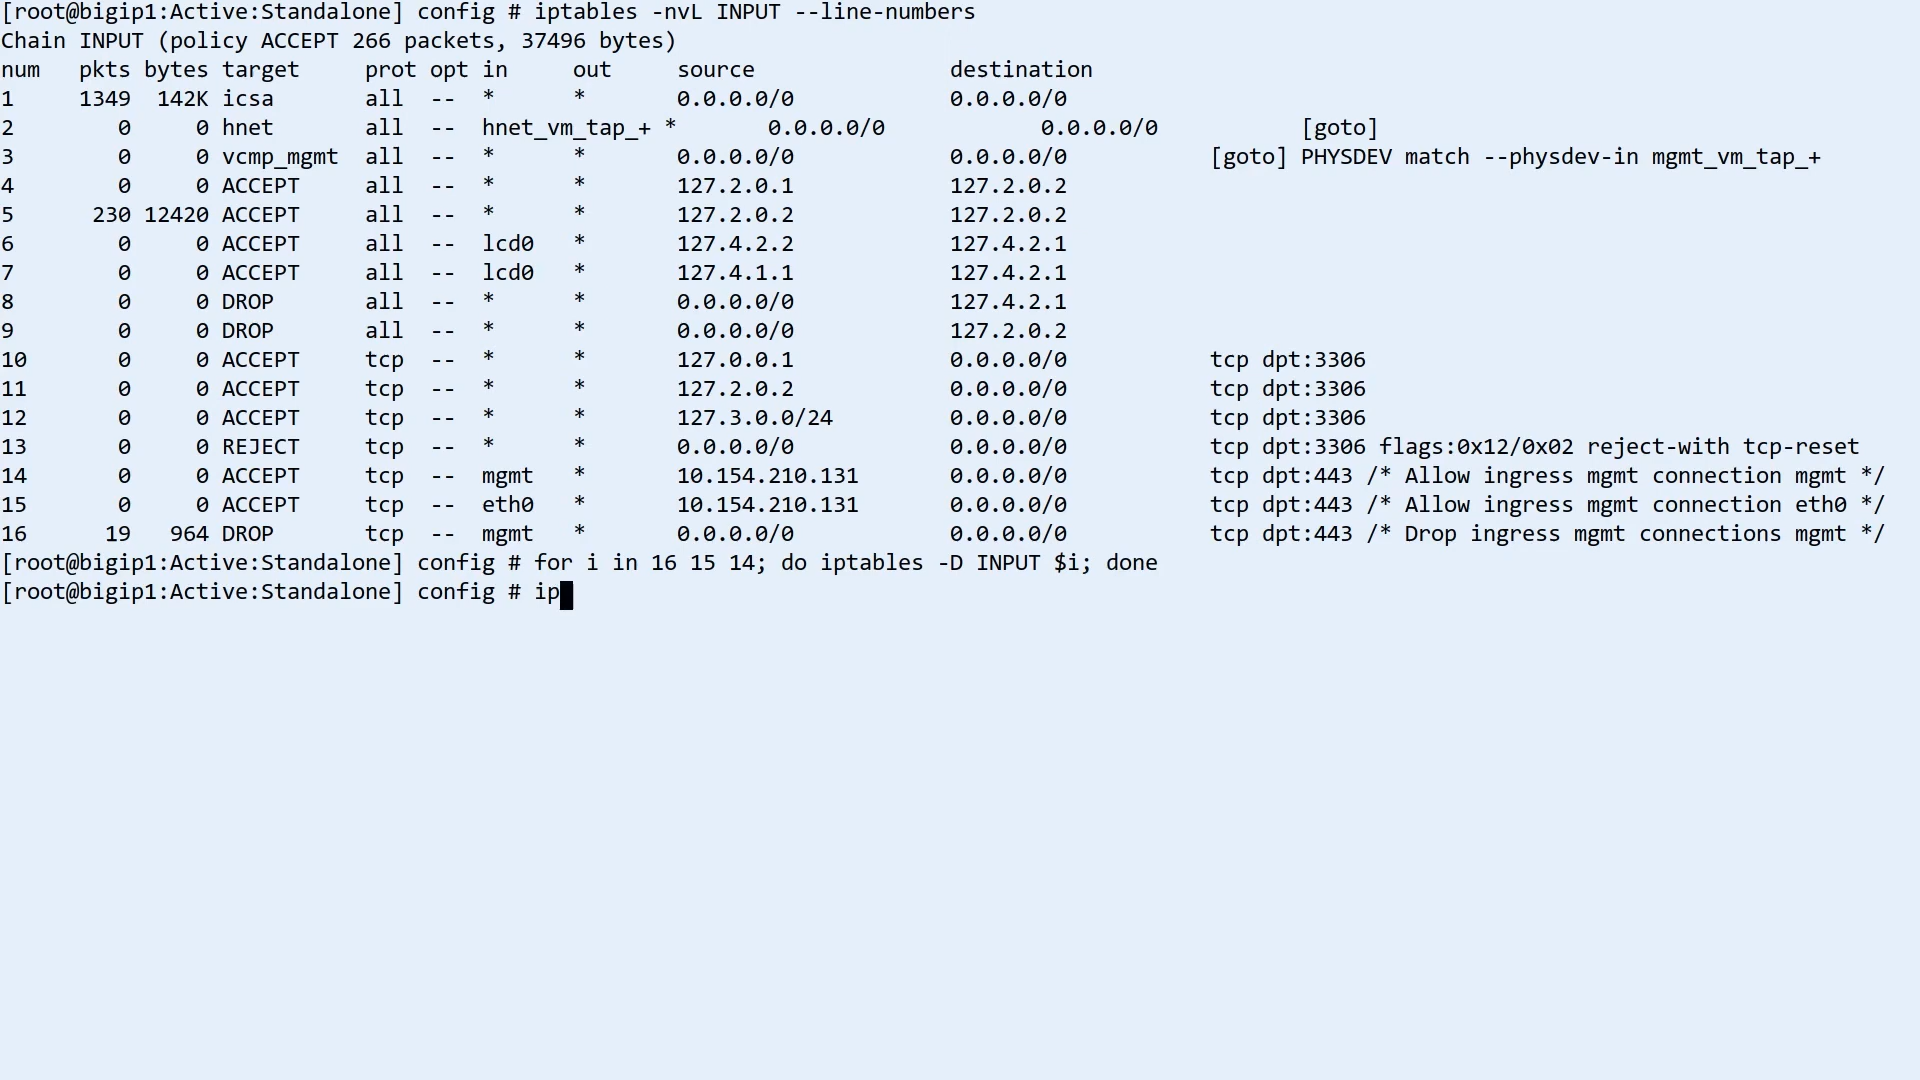 [root@bigip1:Active:Standalone] config # iptables -nvL INPUT --line-numbers
Chain INPUT (policy ACCEPT 266 packets, 37496 bytes)
num   pkts bytes target     prot opt in     out     source               destination
1     1349  142K icsa       all  --  *      *       0.0.0.0/0            0.0.0.0/0
2        0     0 hnet       all  --  hnet_vm_tap_+ *       0.0.0.0/0            0.0.0.0/0           [goto]
3        0     0 vcmp_mgmt  all  --  *      *       0.0.0.0/0            0.0.0.0/0           [goto] PHYSDEV match --physdev-in mgmt_vm_tap_+
4        0     0 ACCEPT     all  --  *      *       127.2.0.1            127.2.0.2
5      230 12420 ACCEPT     all  --  *      *       127.2.0.2            127.2.0.2
6        0     0 ACCEPT     all  --  lcd0   *       127.4.2.2            127.4.2.1
7        0     0 ACCEPT     all  --  lcd0   *       127.4.1.1            127.4.2.1
8        0     0 DROP       all  --  *      *       0.0.0.0/0            127.4.2.1
9        0     0 DROP       all  --  *      *       0.0.0.0/0            127.2.0.2
10       0     0 ACCEPT     tcp  --  *      *       127.0.0.1            0.0.0.0/0           tcp dpt:3306
11       0     0 ACCEPT     tcp  --  *      *       127.2.0.2            0.0.0.0/0           tcp dpt:3306
12       0     0 ACCEPT     tcp  --  *      *       127.3.0.0/24         0.0.0.0/0           tcp dpt:3306
13       0     0 REJECT     tcp  --  *      *       0.0.0.0/0            0.0.0.0/0           tcp dpt:3306 flags:0x12/0x02 reject-with tcp-reset
14       0     0 ACCEPT     tcp  --  mgmt   *       10.154.210.131       0.0.0.0/0           tcp dpt:443 /* Allow ingress mgmt connection mgmt */
15       0     0 ACCEPT     tcp  --  eth0   *       10.154.210.131       0.0.0.0/0           tcp dpt:443 /* Allow ingress mgmt connection eth0 */
16      19   964 DROP       tcp  --  mgmt   *       0.0.0.0/0            0.0.0.0/0           tcp dpt:443 /* Drop ingress mgmt connections mgmt */
[root@bigip1:Active:Standalone] config # for i in 16 15 14; do iptables -D INPUT $i; done
[root@bigip1:Active:Standalone] config # ip